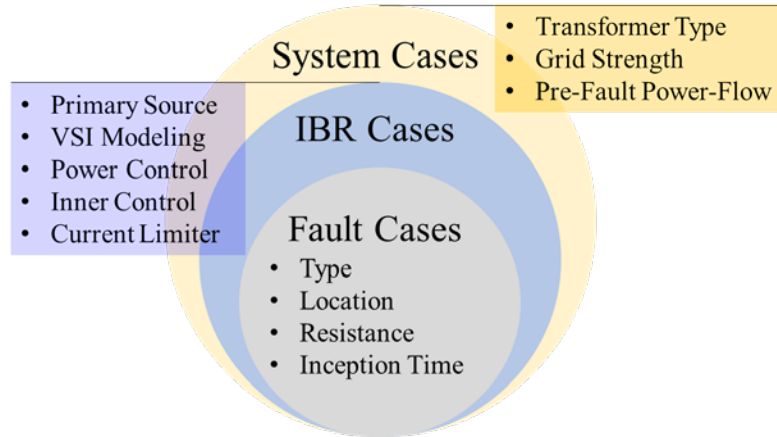 System Cases
• Transformer Type
• Grid Strength
• Pre-Fault Power-Flow
IBR Cases
• Primary Source
• VSI Modeling
• Power Control
• Inner Control
• Current Limiter
Fault Cases
• Type
• Location
• Resistance
• Inception Time